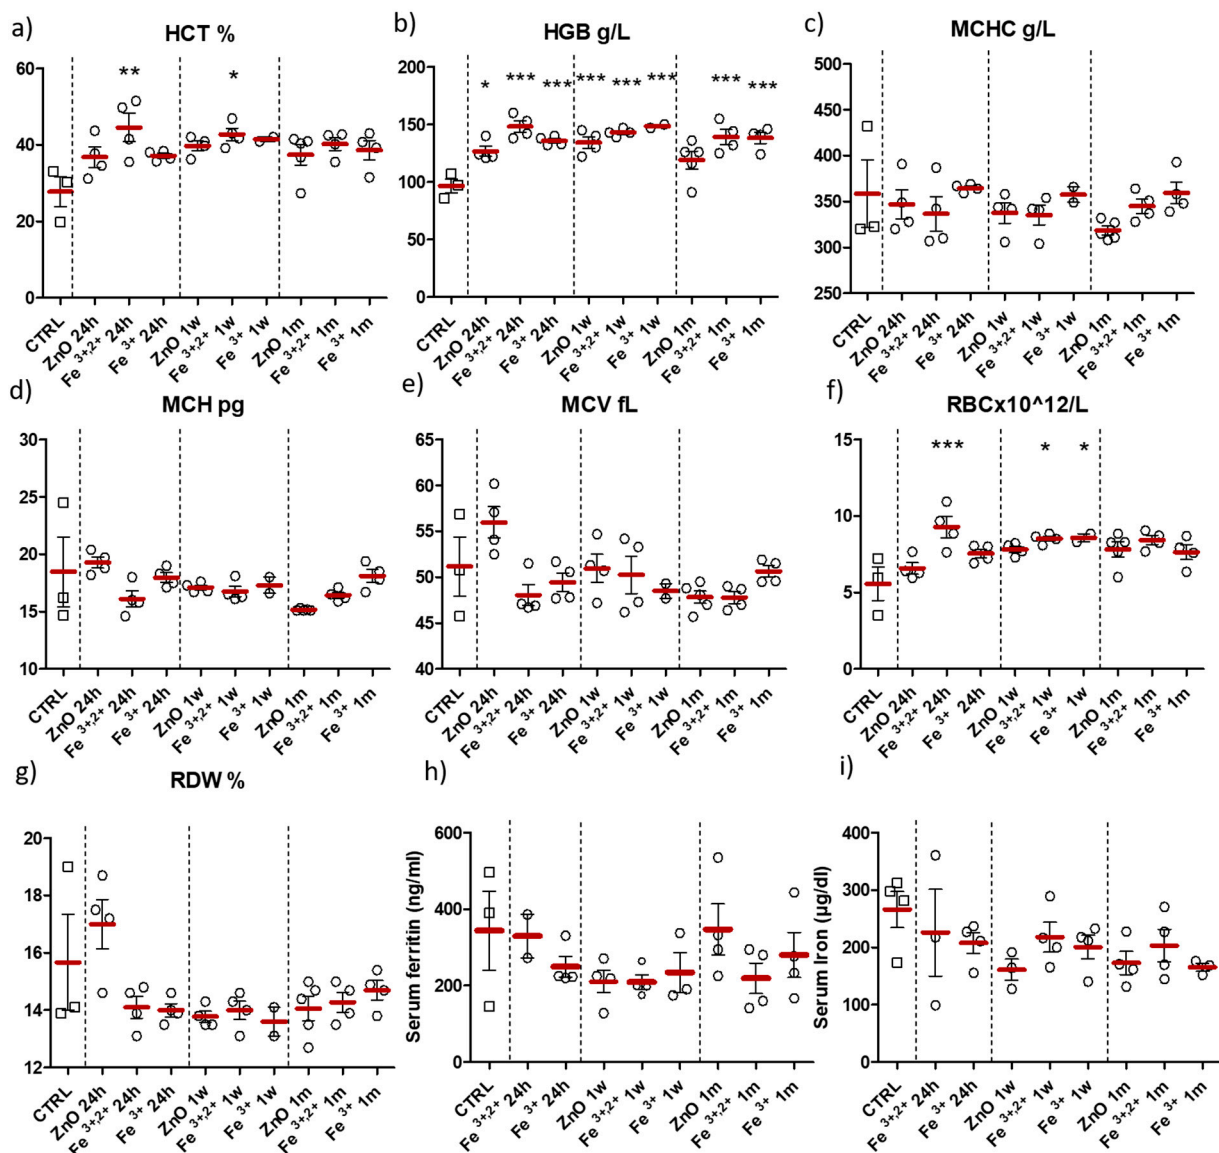 a)
HCT %
60
40
20
0
**
*
CTRL
ZnO 24h
Fe 3+,2+ 24h
Fe 3+ 24h
ZnO 1w
Fe 3+,2+ 1w
Fe 3+ 1w
ZnO 1m
Fe 3+,2+ 1m
Fe 3+ 1m
b)
HGB g/L
200
150
100
50
0
*
***
***
***
***
***
***
***
CTRL
ZnO 24h
Fe 3+,2+ 24h
Fe 3+ 24h
ZnO 1w
Fe 3+,2+ 1w
Fe 3+ 1w
ZnO 1m
Fe 3+,2+ 1m
Fe 3+ 1m
c)
MCHC g/L
500
450
400
350
300
250
CTRL
ZnO 24h
Fe 3+,2+ 24h
Fe 3+ 24h
ZnO 1w
Fe 3+,2+ 1w
Fe 3+ 1w
ZnO 1m
Fe 3+,2+ 1m
Fe 3+ 1m
d)
MCH pg
30
25
20
15
10
CTRL
ZnO 24h
Fe 3+,2+ 24h
Fe 3+ 24h
ZnO 1w
Fe 3+,2+ 1w
Fe 3+ 1w
ZnO 1m
Fe 3+,2+ 1m
Fe 3+ 1m
e)
MCV fL
65
60
55
50
45
40
CTRL
ZnO 24h
Fe 3+,2+ 24h
Fe 3+ 24h
ZnO 1w
Fe 3+,2+ 1w
Fe 3+ 1w
ZnO 1m
Fe 3+,2+ 1m
Fe 3+ 1m
f)
RBCx10^12/L
15
10
5
0
***
*
*
CTRL
ZnO 24h
Fe 3+,2+ 24h
Fe 3+ 24h
ZnO 1w
Fe 3+,2+ 1w
Fe 3+ 1w
ZnO 1m
Fe 3+,2+ 1m
Fe 3+ 1m
g)
RDW %
20
18
16
14
12
CTRL
ZnO 24h
Fe 3+,2+ 24h
Fe 3+ 24h
ZnO 1w
Fe 3+,2+ 1w
Fe 3+ 1w
ZnO 1m
Fe 3+,2+ 1m
Fe 3+ 1m
h)
Serum ferritin (ng/ml)
600
400
200
0
CTRL
Fe 3+,2+ 24h
Fe 3+ 24h
ZnO 1w
Fe 3+,2+ 1w
Fe 3+ 1w
ZnO 1m
Fe 3+,2+ 1m
Fe 3+ 1m
i)
Serum Iron (µg/dl)
400
300
200
100
0
CTRL
Fe 3+,2+ 24h
Fe 3+ 24h
ZnO 1w
Fe 3+,2+ 1w
Fe 3+ 1w
ZnO 1m
Fe 3+,2+ 1m
Fe 3+ 1m